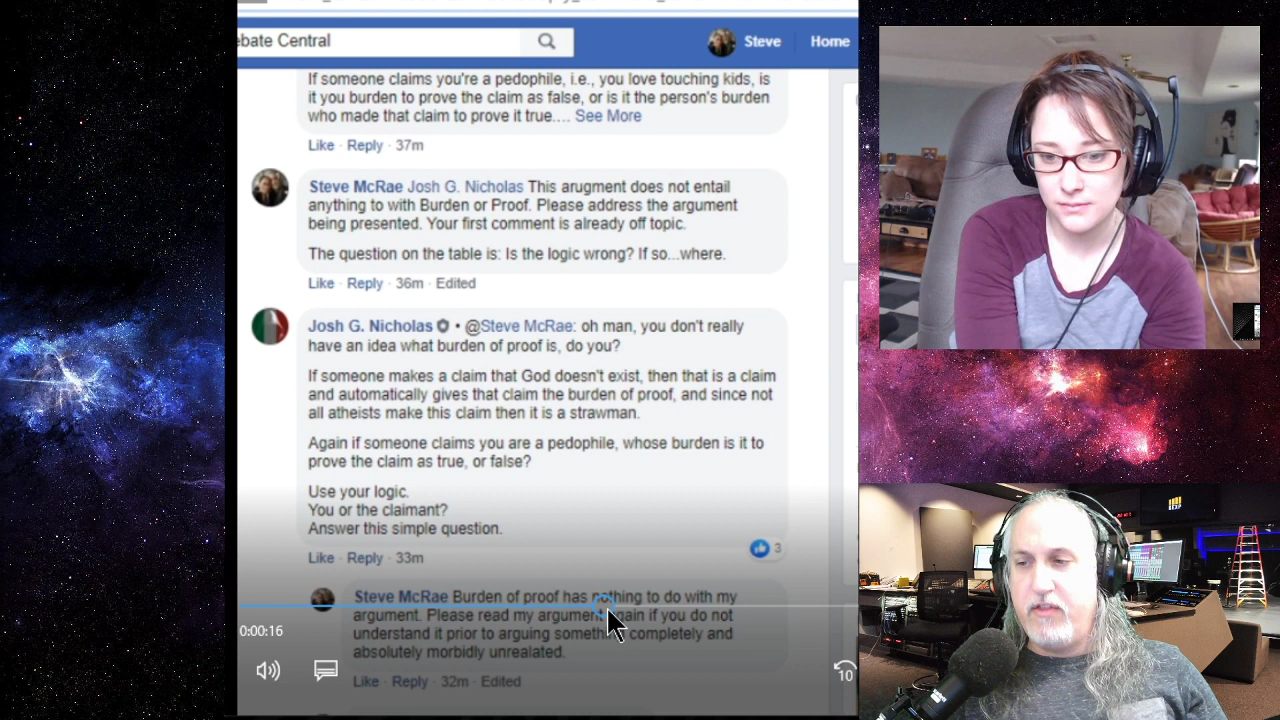 ebate Central
Steve
Home
If someone claims you're a pedophile, i.e., you love touching kids, is
it you burden to prove the claim as false, or is it the person's burden
who made that claim to prove it true.... See More
Like · Reply · 37m
Steve McRae Josh G. Nicholas This arugment does not entail
anything to with Burden or Proof. Please address the argument
being presented. Your first comment is already off topic.
The question on the table is: Is the logic wrong? If so...where.
Like · Reply · 36m · Edited
Josh G. Nicholas • @Steve McRae: oh man, you don't really
have an idea what burden of proof is, do you?
If someone makes a claim that God doesn't exist, then that is a claim
and automatically gives that claim the burden of proof, and since not
all atheists make this claim then it is a strawman.
Again if someone claims you are a pedophile, whose burden is it to
prove the claim as true, or false?
Use your logic.
You or the claimant?
Answer this simple question.
3
Like · Reply · 33m
Steve McRae Burden of proof has nothing to do with my
argument. Please read my argument again if you do not
understand it prior to arguing something completely and
absolutely morbidly unrealated.
0:00:16
Like · Reply · 32m · Edited
10